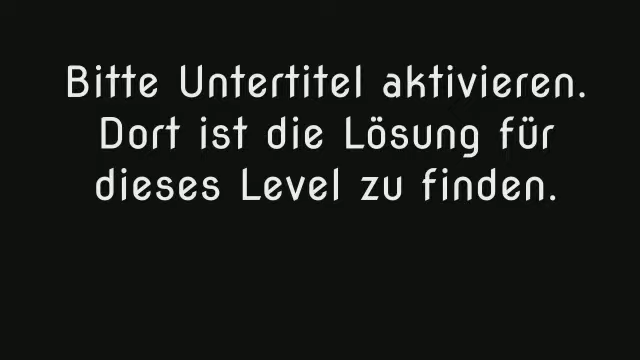 Bitte Untertitel aktivieren.
Dort ist die Lösung für
dieses Level zu finden.